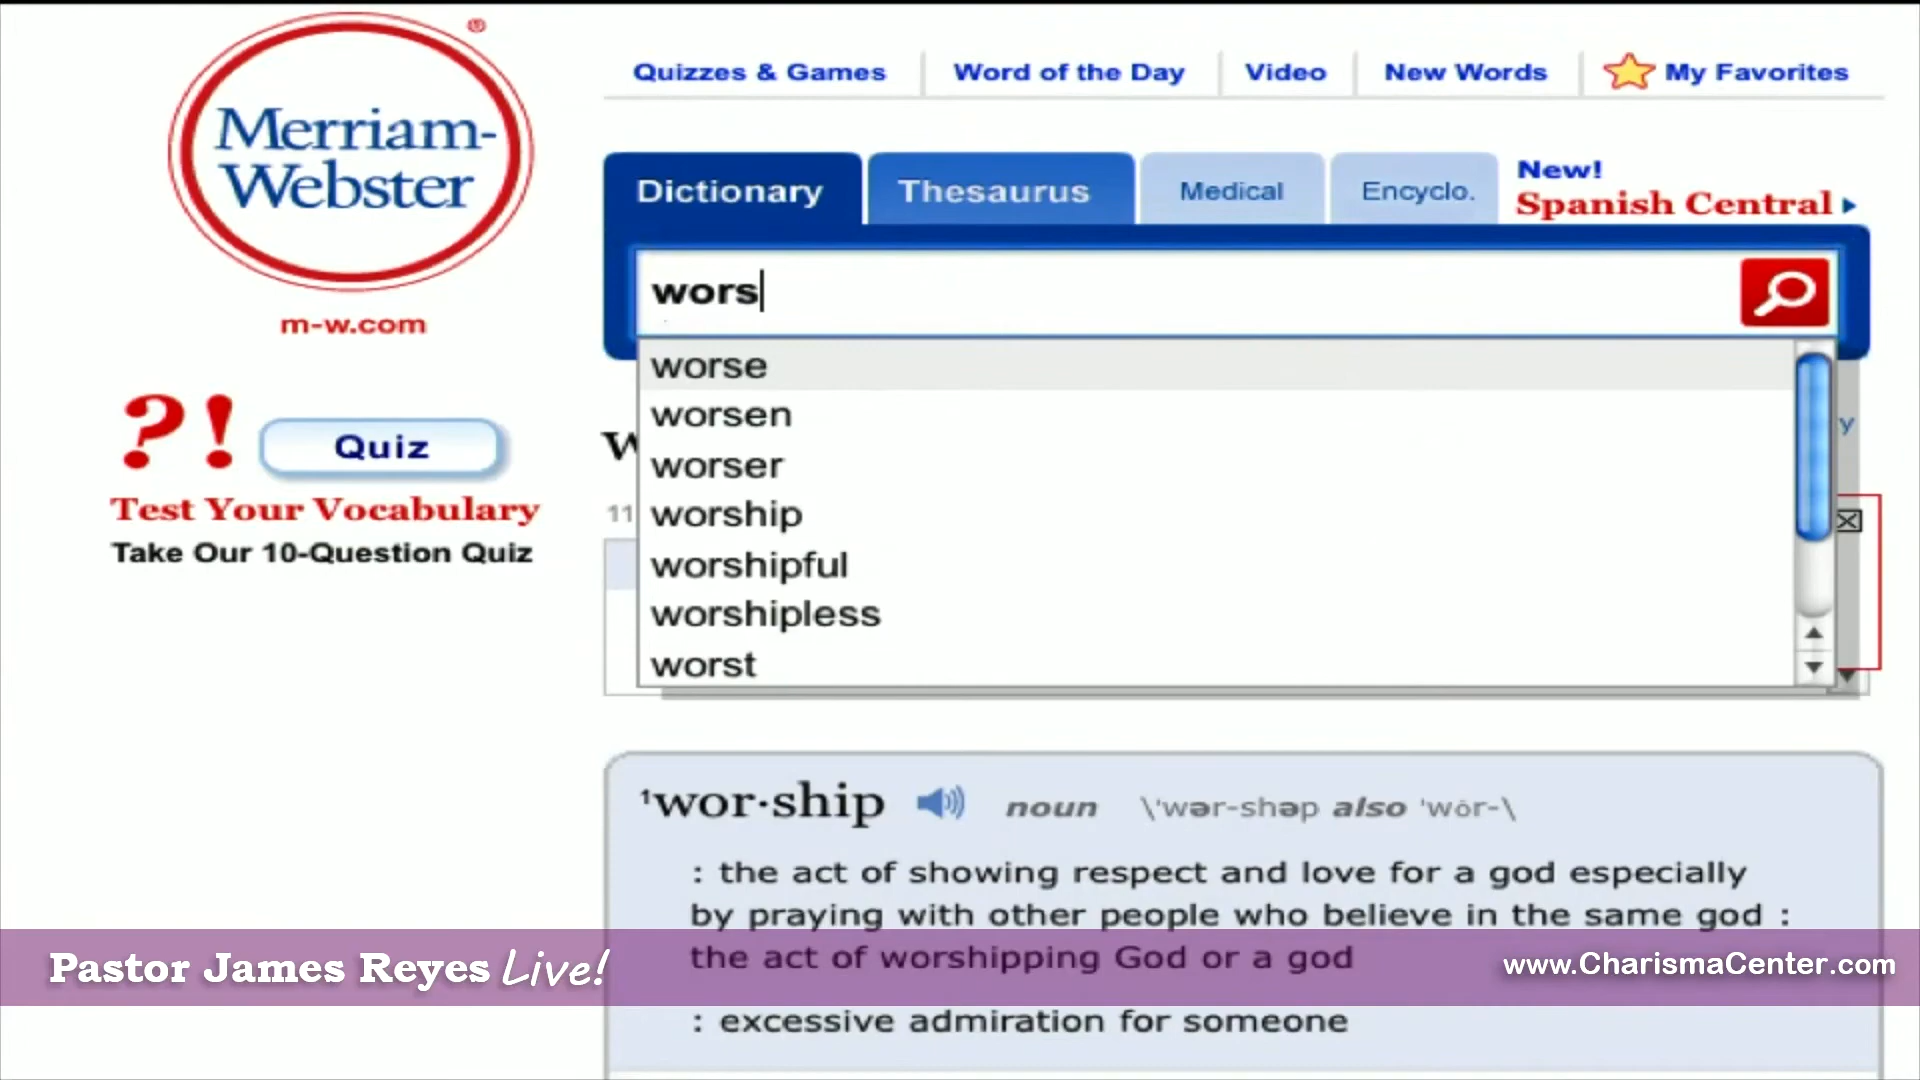 Merriam-
Webster
®
m-w.com
Quizzes & Games
Word of the Day
Video
New Words
My Favorites
Dictionary
Thesaurus
Medical
Encyclo.
New!
Spanish Central
wors
worse
worsen
worser
worship
worshipful
worshipless
worst
?!
Quiz
Test Your Vocabulary
Take Our 10-Question Quiz
w
11
y
¹wor·ship noun \ˈwər-shəp also ˈwȯr-\
: the act of showing respect and love for a god especially
by praying with other people who believe in the same god :
the act of worshipping God or a god
: excessive admiration for someone
Pastor James Reyes Live!
www.CharismaCenter.com